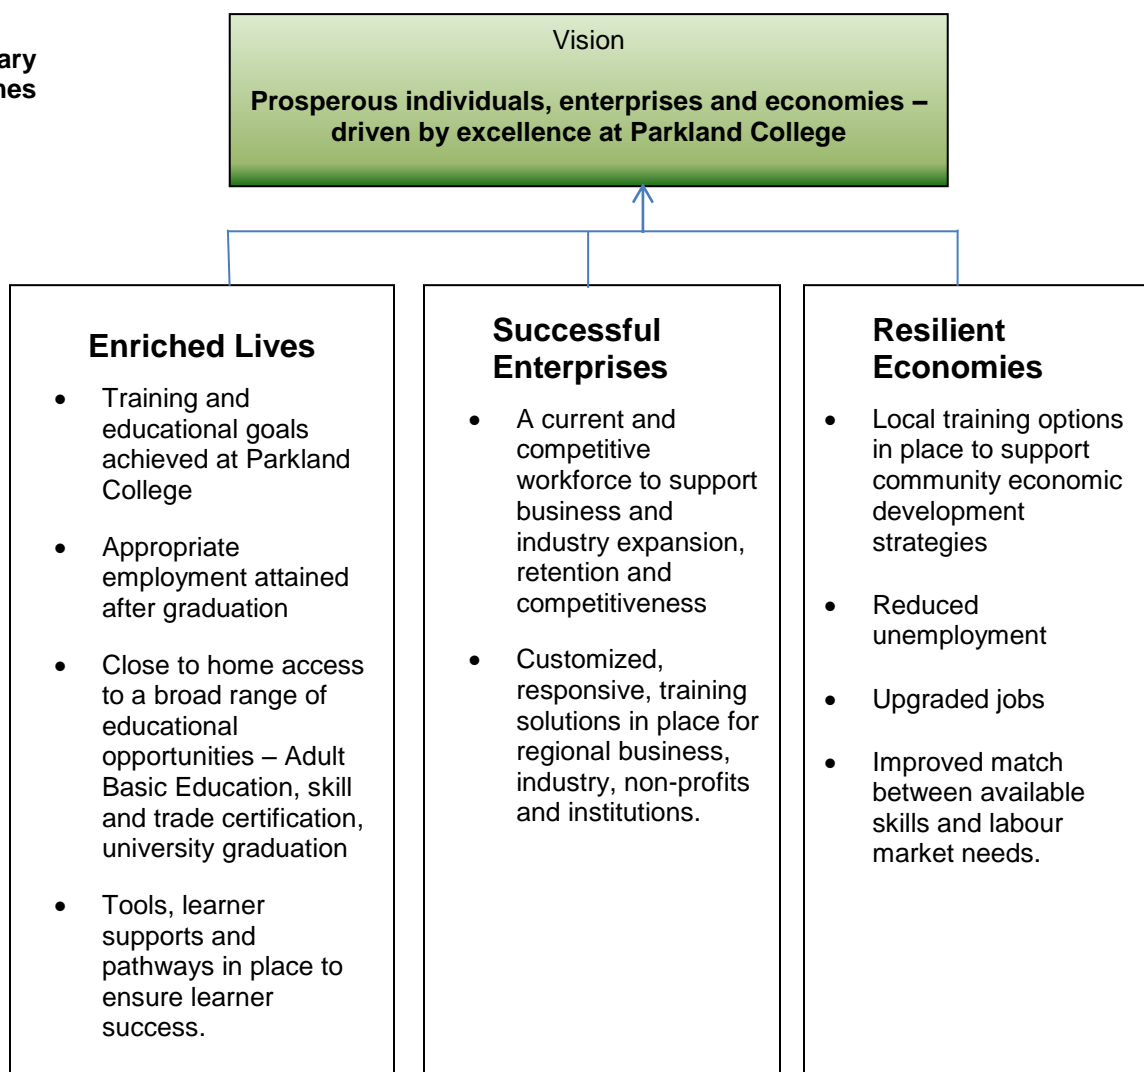 Vision
Prosperous individuals, enterprises and economies –
driven by excellence at Parkland College
Enriched Lives
• Training and
educational goals
achieved at Parkland
College
• Appropriate
employment attained
after graduation
• Close to home access
to a broad range of
educational
opportunities – Adult
Basic Education, skill
and trade certification,
university graduation
• Tools, learner
supports and
pathways in place to
ensure learner
success.
Successful
Enterprises
• A current and
competitive
workforce to support
business and
industry expansion,
retention and
competitiveness
• Customized,
responsive, training
solutions in place for
regional business,
industry, non-profits
and institutions.
Resilient
Economies
• Local training options
in place to support
community economic
development
strategies
• Reduced
unemployment
• Upgraded jobs
• Improved match
between available
skills and labour
market needs.